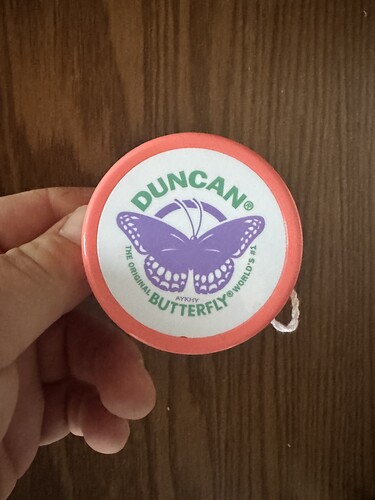 DUNCAN®
THE ORIGINAL
BUTTERFLY®
WORLD'S #1